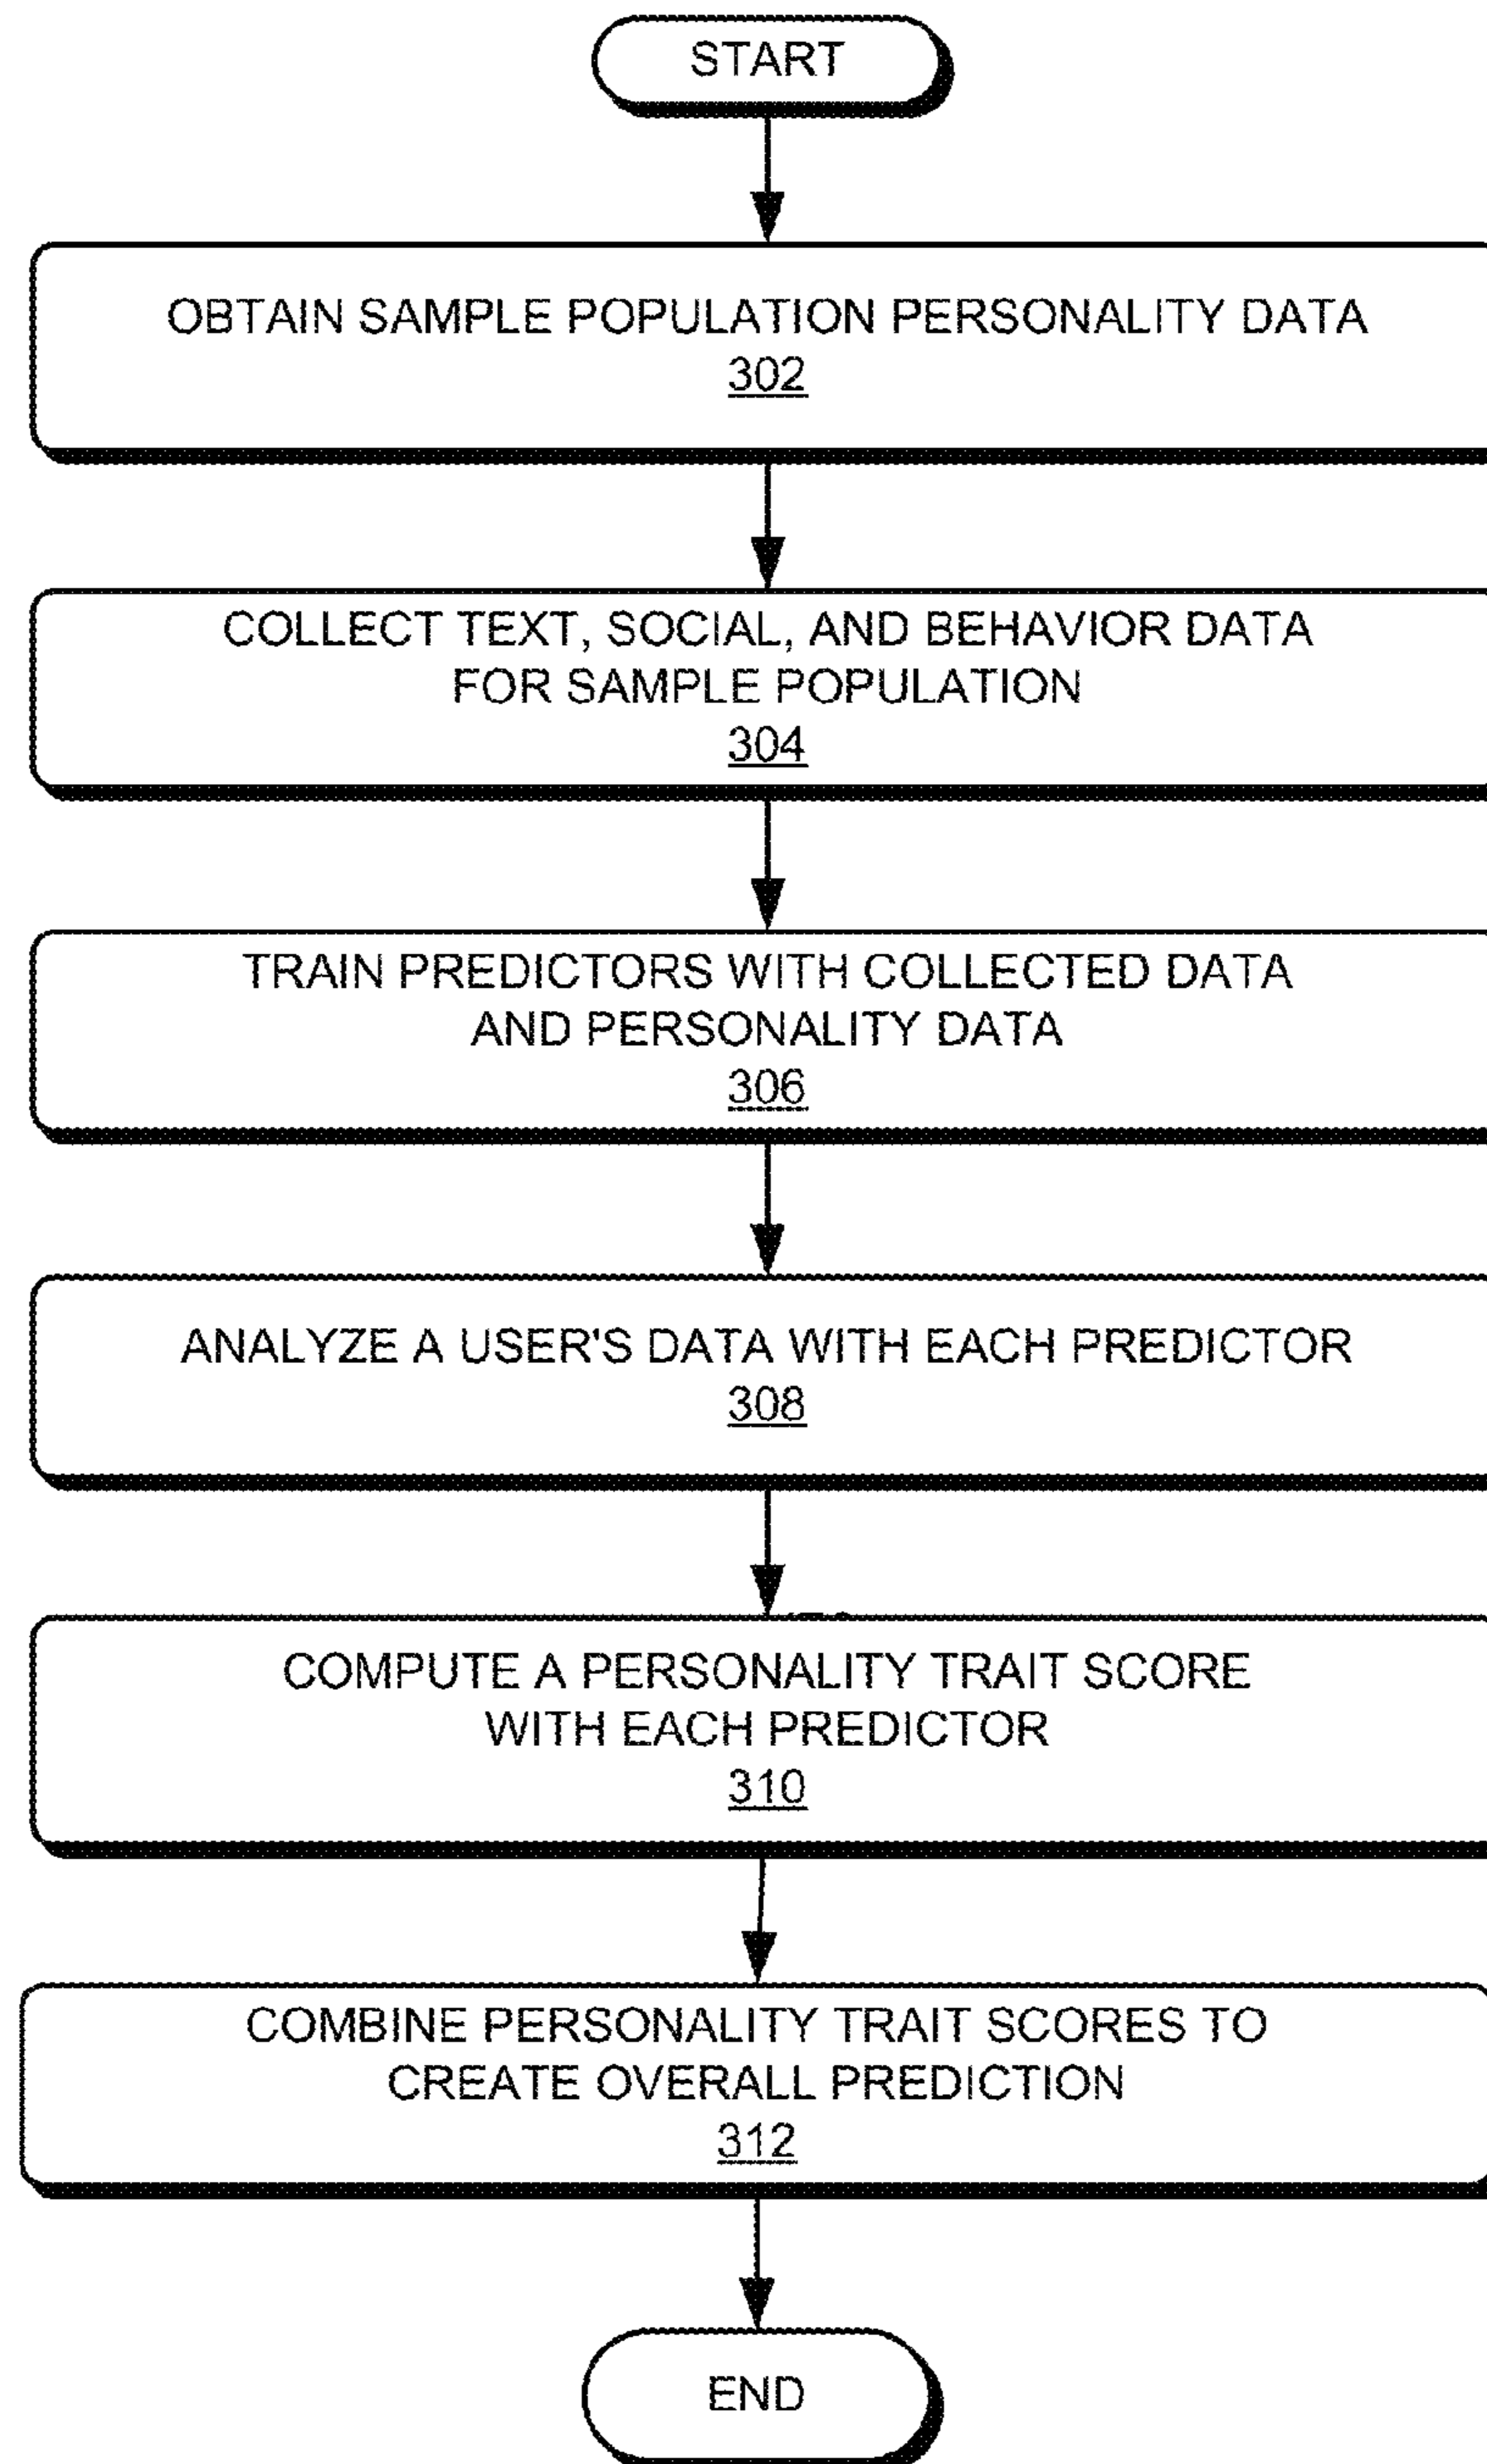 START
OBTAIN SAMPLE POPULATION PERSONALITY DATA
302
COLLECT TEXT, SOCIAL, AND BEHAVIOR DATA
FOR SAMPLE POPULATION
304
TRAIN PREDICTORS WITH COLLECTED DATA
AND PERSONALITY DATA
306
ANALYZE A USER'S DATA WITH EACH PREDICTOR
308
COMPUTE A PERSONALITY TRAIT SCORE
WITH EACH PREDICTOR
310
COMBINE PERSONALITY TRAIT SCORES TO
CREATE OVERALL PREDICTION
312
END